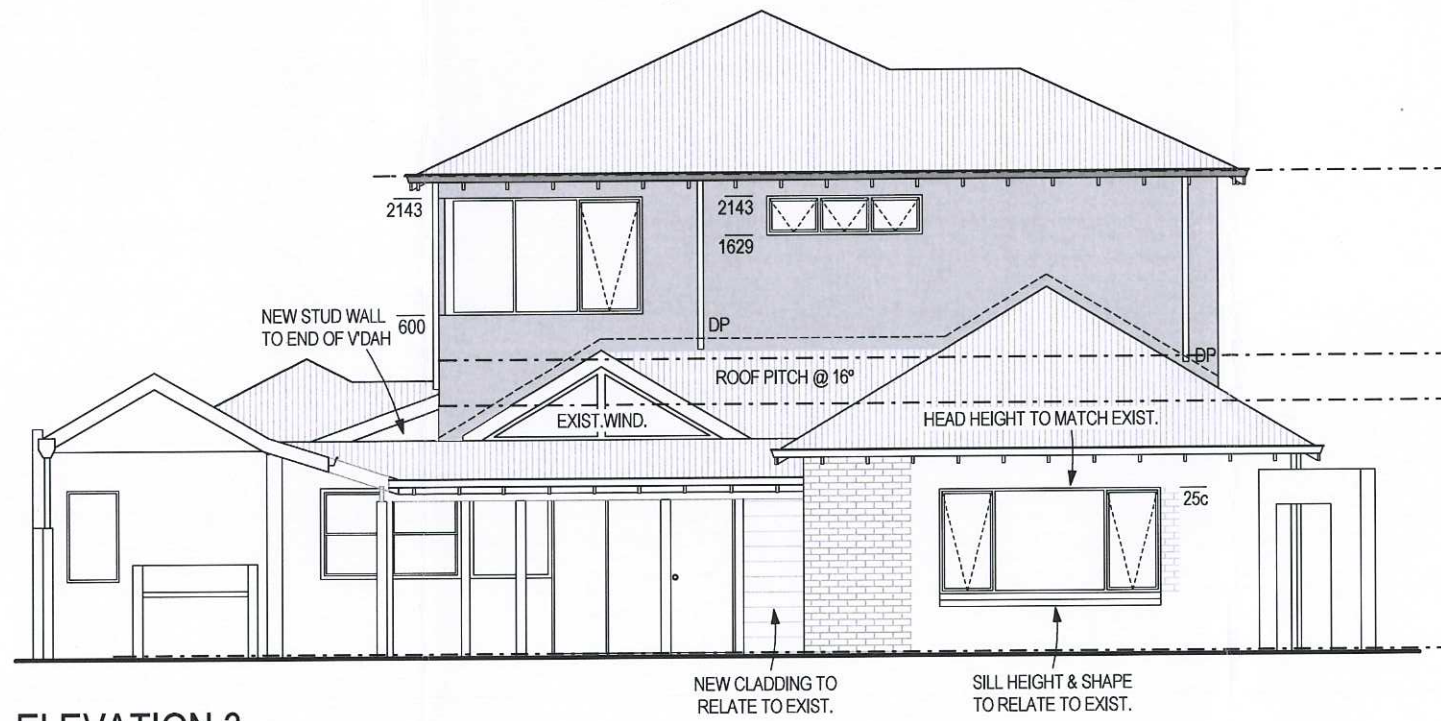 2143
2143
1629
NEW STUD WALL
TO END OF V'DAH
600
DP
DP
ROOF PITCH @ 16º
EXIST.WIND.
HEAD HEIGHT TO MATCH EXIST.
25c
NEW CLADDING TO
RELATE TO EXIST.
SILL HEIGHT & SHAPE
TO RELATE TO EXIST.
ELEVATION 3